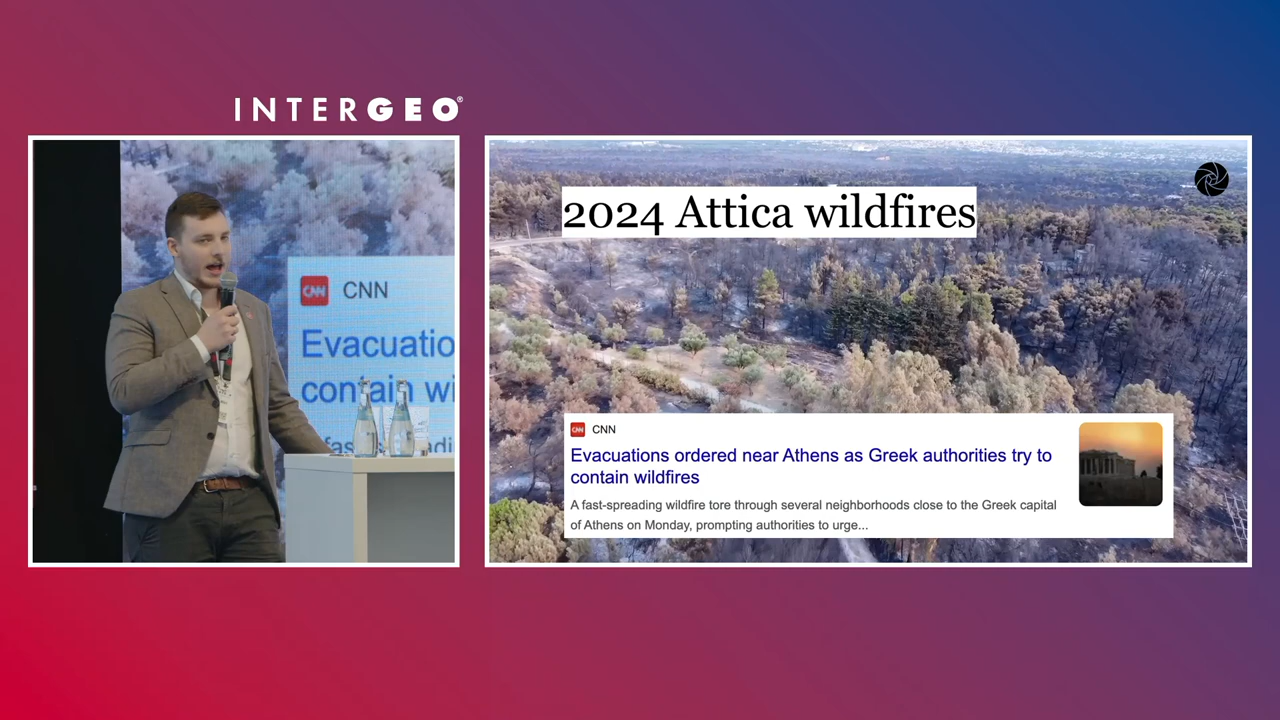 INTERGEO®
CNN
Evacuatio
contain wi
2024 Attica wildfires
CNN
CNN
Evacuations ordered near Athens as Greek authorities try to
contain wildfires
A fast-spreading wildfire tore through several neighborhoods close to the Greek capital
of Athens on Monday, prompting authorities to urge...